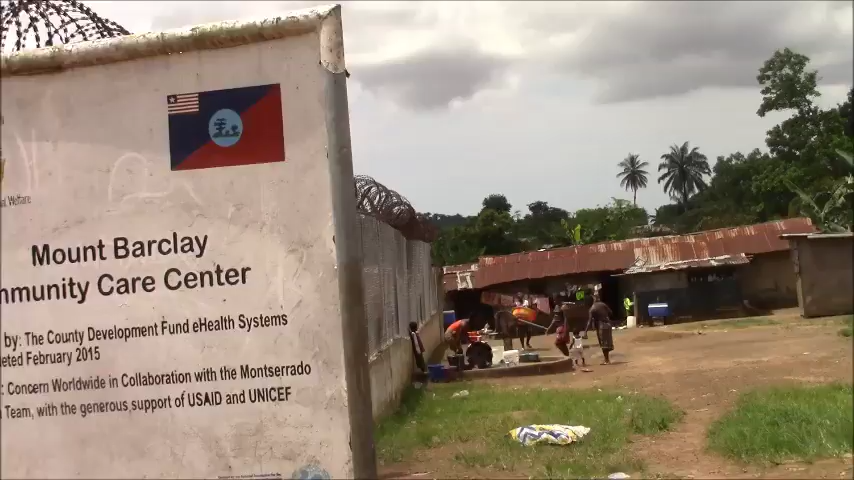 Welfare
Mount Barclay
mmunity Care Center
by: The County Development Fund eHealth Systems
eted February 2015
: Concern Worldwide in Collaboration with the Montserrado
Team, with the generous support of USAID and UNICEF